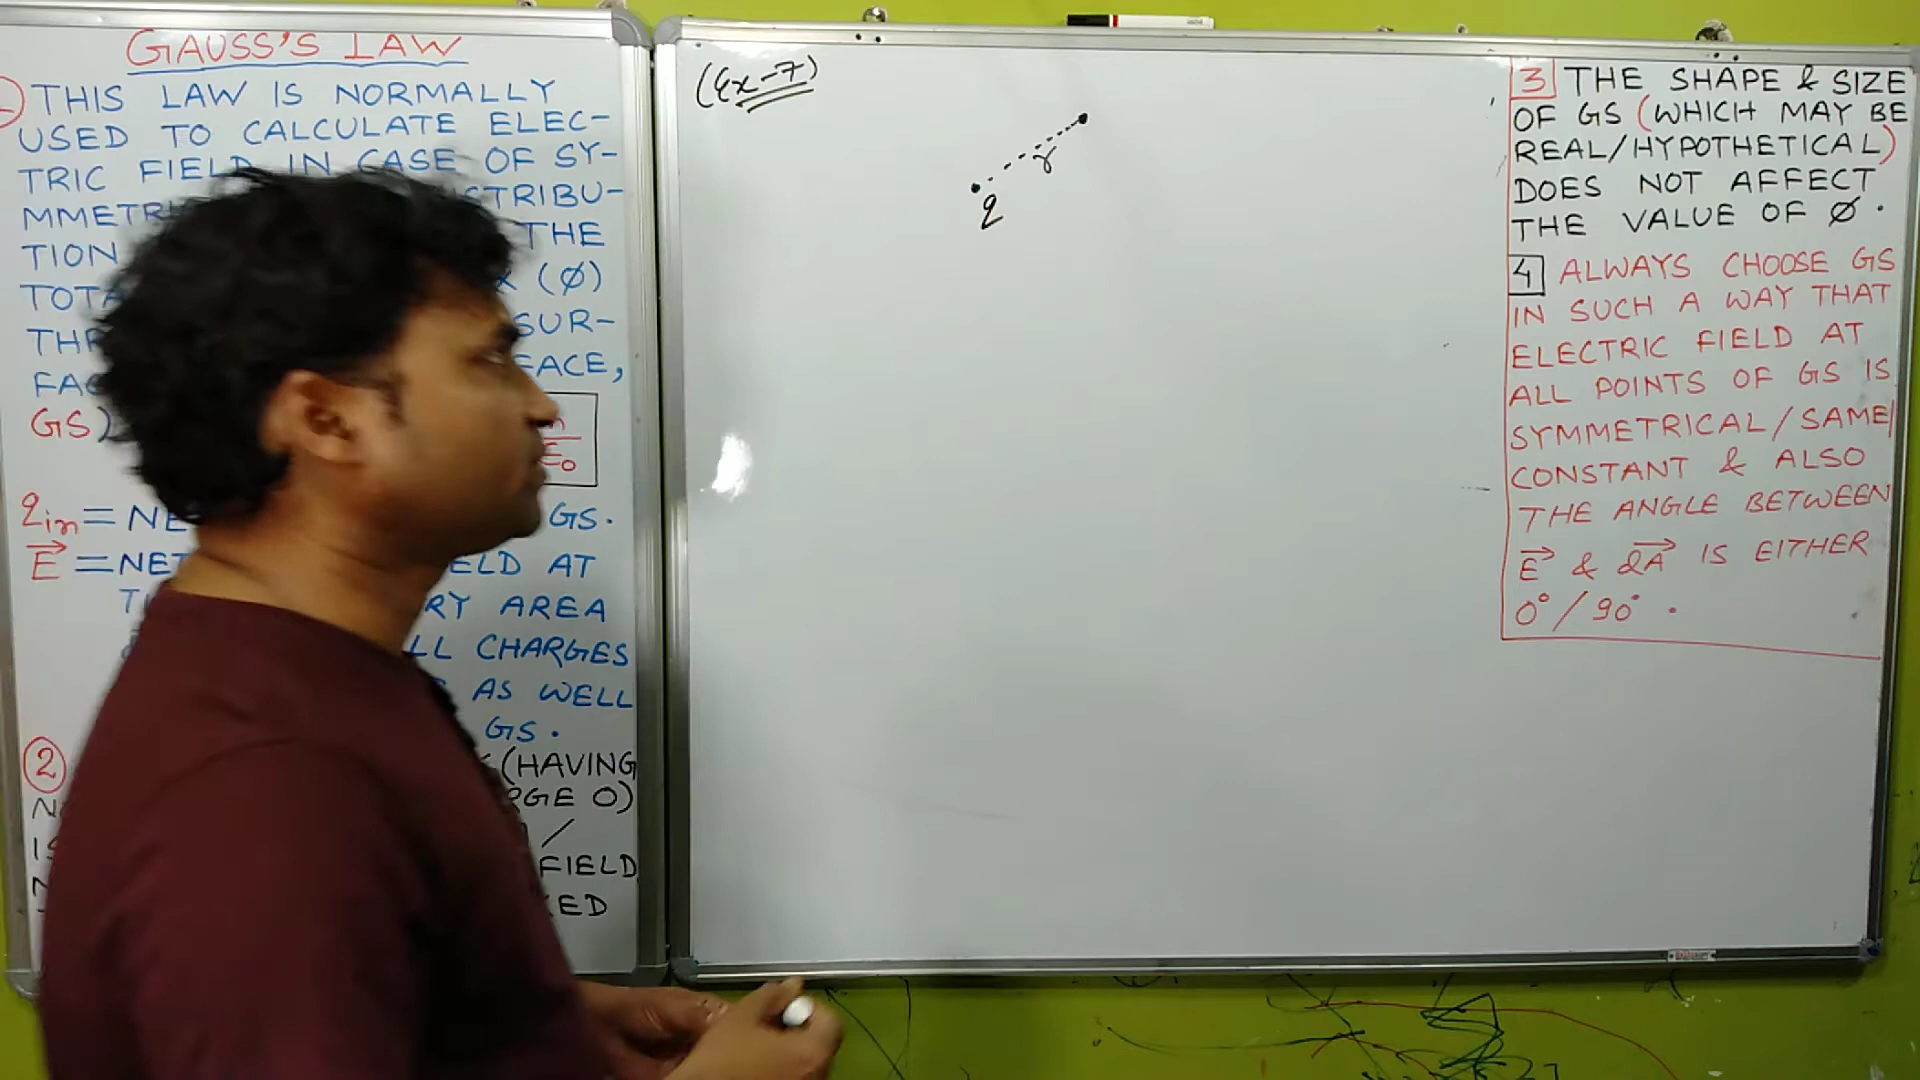 GAUSS'S LAW
THIS LAW IS NORMALLY
USED TO CALCULATE ELEC-
TRIC FIELD IN CASE OF SY-
MMETR STRIBU-
TION THE
TOTA (Ø)
THR SUR-
FA FACE,
GS)
ε₀
q_in = NE GS.
E⃗ = NET ELD AT
RY AREA
LL CHARGES
AS WELL
GS.
2 (HAVING
RGE 0)
/
FIELD
KED
(Ex-7)
r
q
3 THE SHAPE & SIZE
OF GS (WHICH MAY BE
REAL/HYPOTHETICAL)
DOES NOT AFFECT
THE VALUE OF Ø.
4 ALWAYS CHOOSE GS
IN SUCH A WAY THAT
ELECTRIC FIELD AT
ALL POINTS OF GS IS
SYMMETRICAL/SAME/
CONSTANT & ALSO
THE ANGLE BETWEEN
E⃗ & dA⃗ IS EITHER
0°/90°.